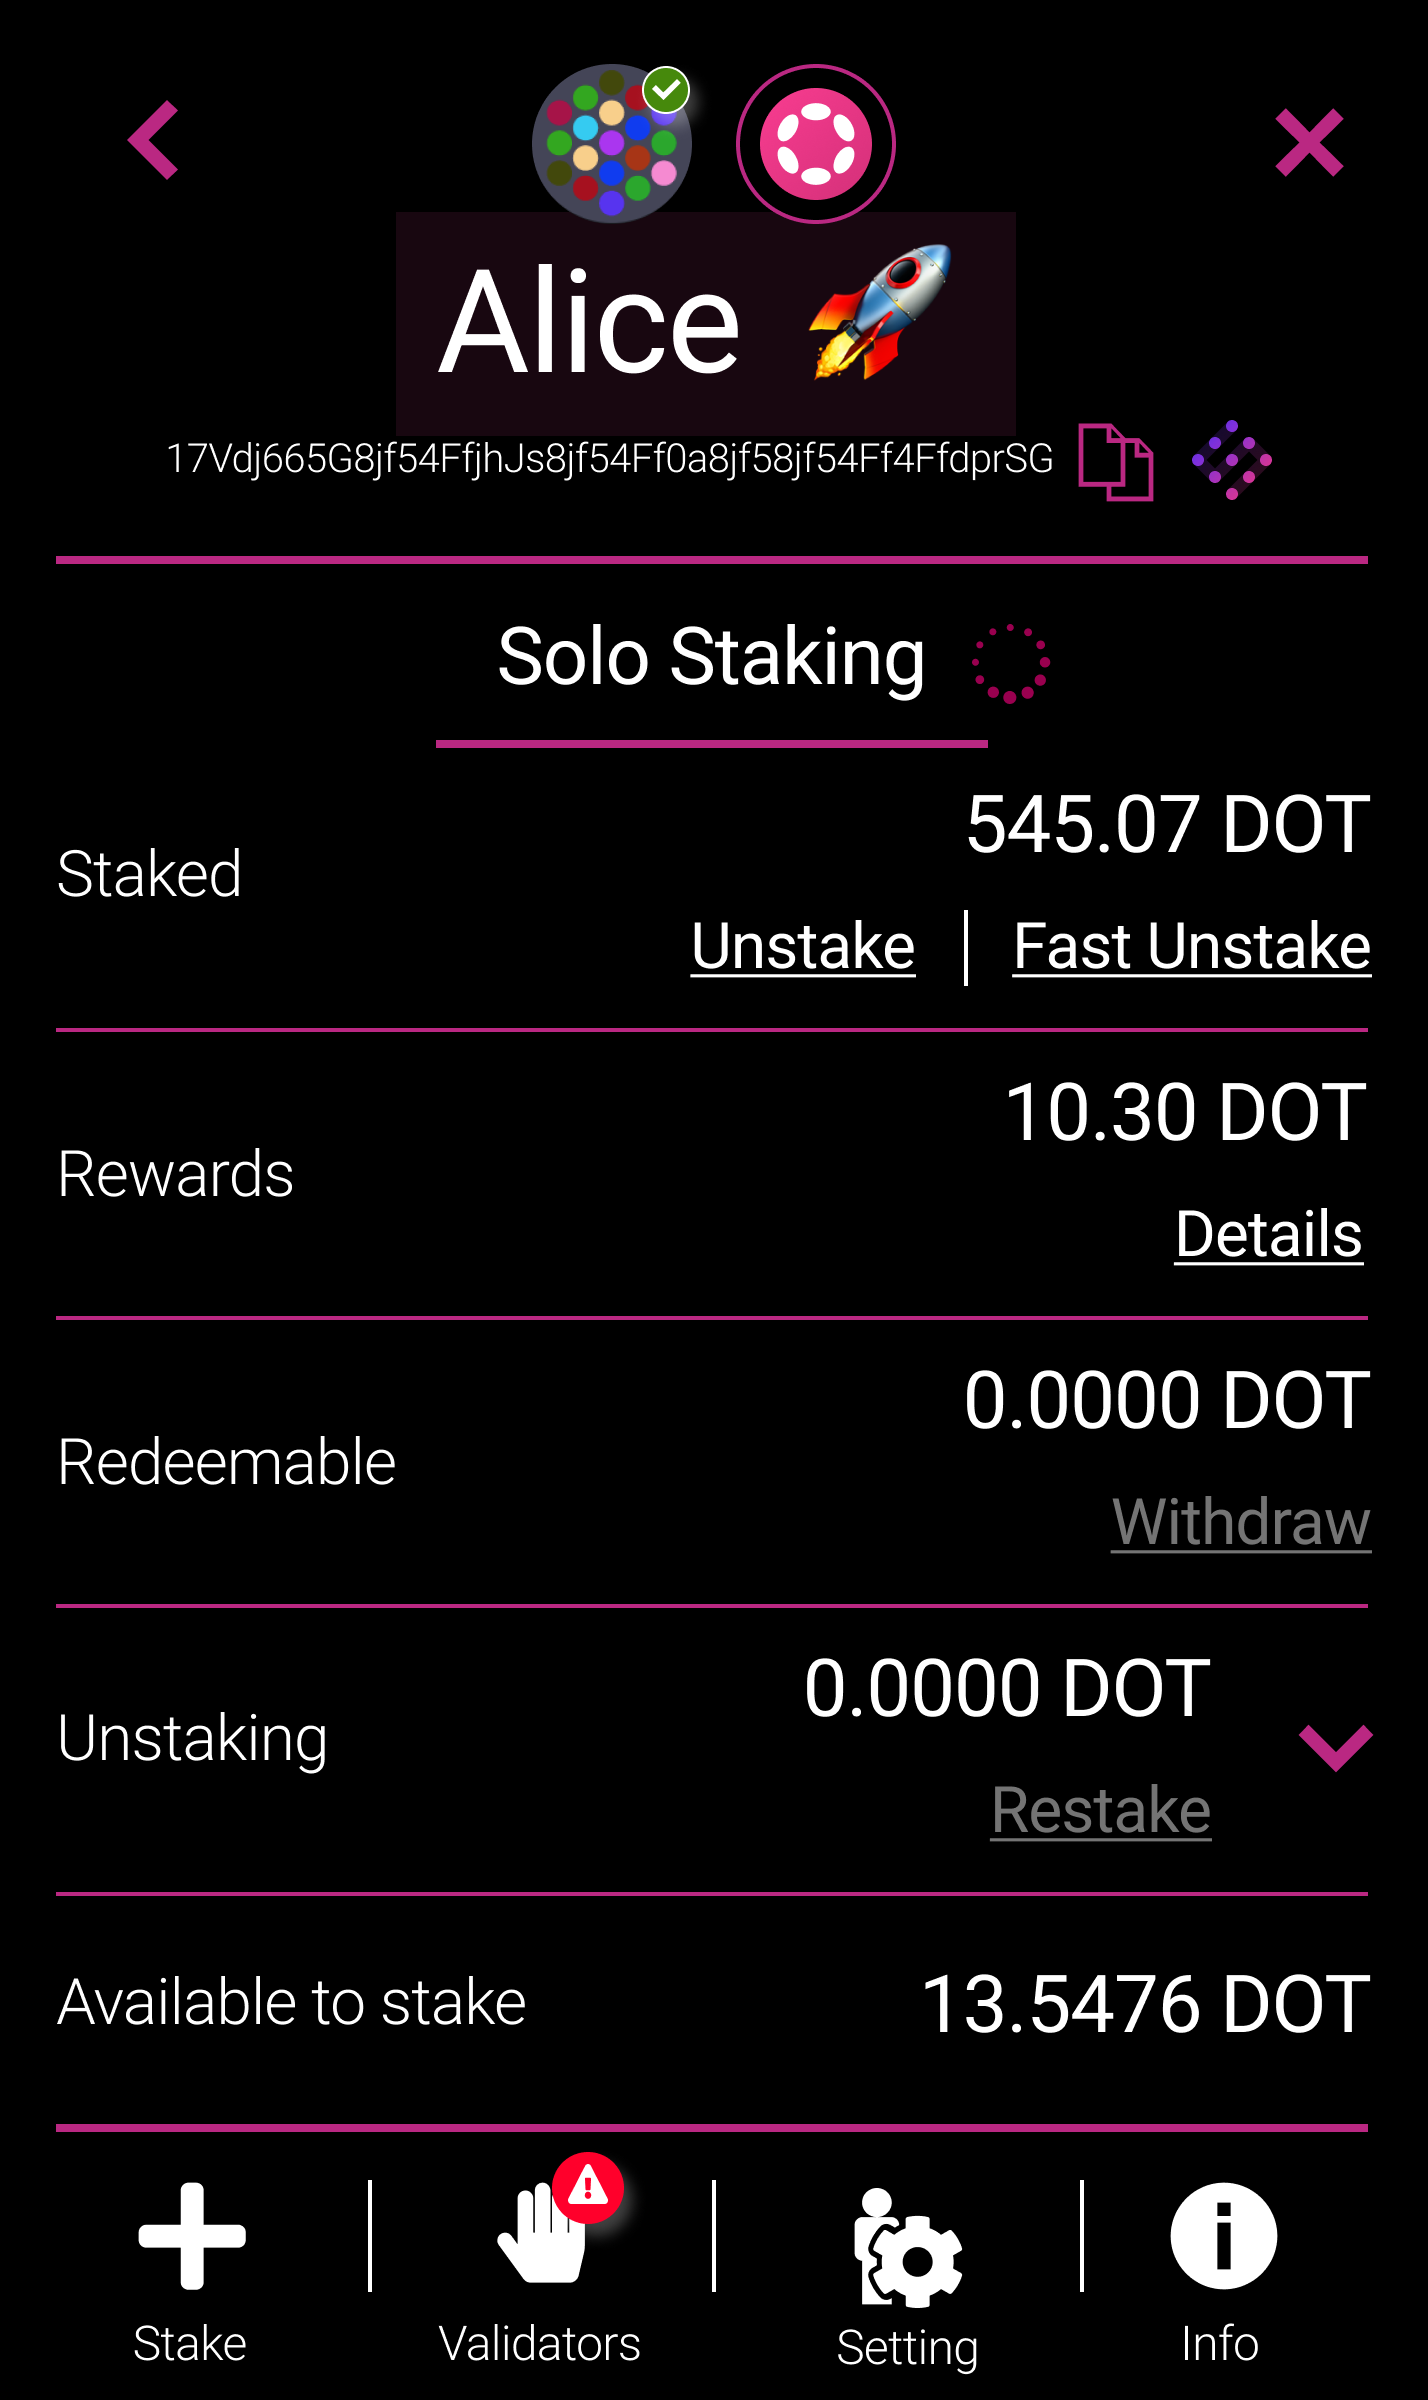 Alice 🚀
17Vdj665G8jf54FfjhJs8jf54Ff0a8jf58jf54Ff4FfdprSG
Solo Staking
Staked
545.07 DOT
Unstake | Fast Unstake
Rewards
10.30 DOT
Details
Redeemable
0.0000 DOT
Withdraw
Unstaking
0.0000 DOT
Restake
Available to stake
13.5476 DOT
Stake
Validators
Setting
Info